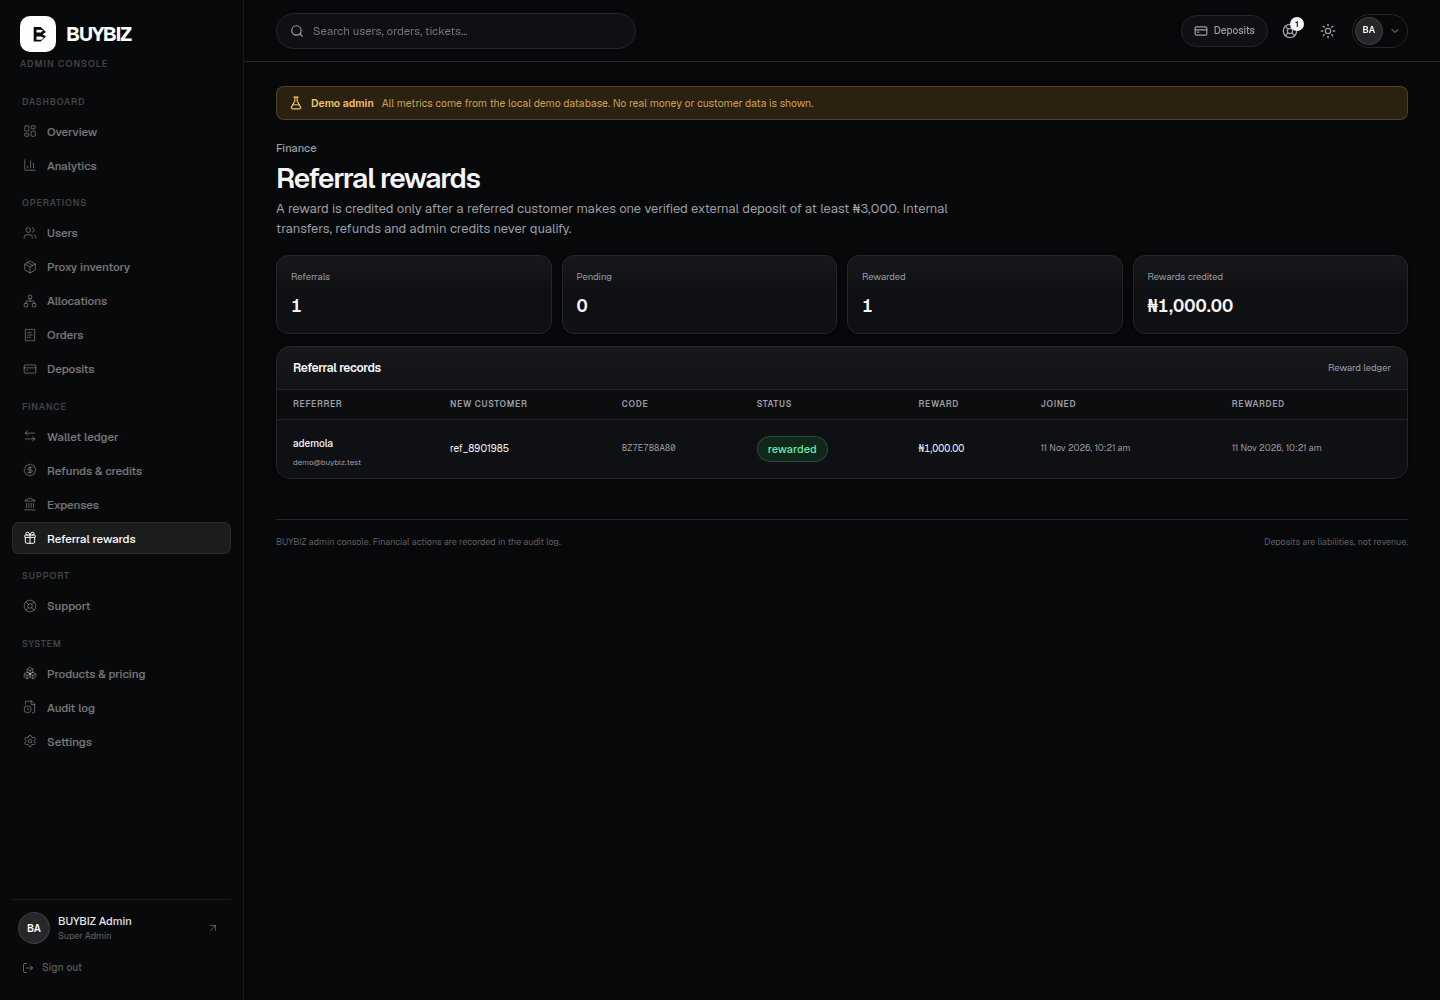 BUYBIZ
ADMIN CONSOLE
DASHBOARD
Overview
Analytics
OPERATIONS
Users
Proxy inventory
Allocations
Orders
Deposits
FINANCE
Wallet ledger
Refunds & credits
Expenses
Referral rewards
SUPPORT
Support
SYSTEM
Products & pricing
Audit log
Settings
BA
BUYBIZ Admin
Super Admin
Sign out
Search users, orders, tickets...
Deposits
1
BA
Demo admin All metrics come from the local demo database. No real money or customer data is shown.
Finance
Referral rewards
A reward is credited only after a referred customer makes one verified external deposit of at least ₦3,000. Internal
transfers, refunds and admin credits never qualify.
Referrals
1
Pending
0
Rewarded
1
Rewards credited
₦1,000.00
Referral records
Reward ledger
REFERRER NEW CUSTOMER CODE STATUS REWARD JOINED REWARDED
ademola
demo@buybiz.test
ref_8901985 BZ7E7B8A80 rewarded ₦1,000.00 11 Nov 2026, 10:21 am 11 Nov 2026, 10:21 am
BUYBIZ admin console. Financial actions are recorded in the audit log.
Deposits are liabilities, not revenue.